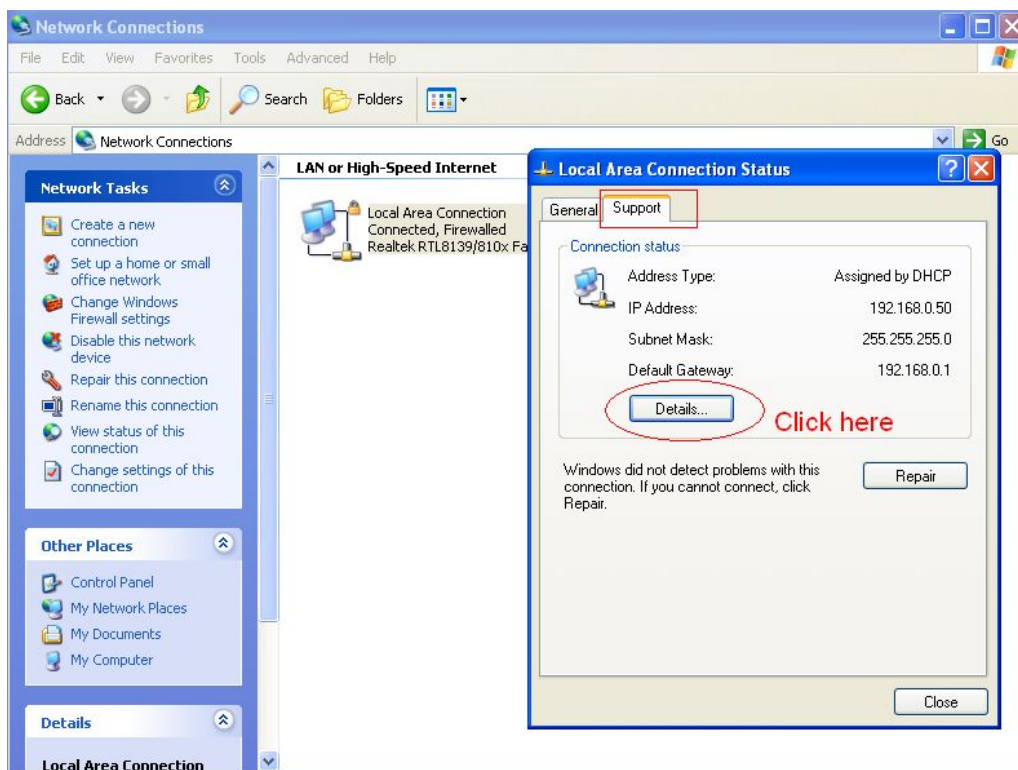 Network Connections
File Edit View Favorites Tools Advanced Help
Back Search Folders
Address Network Connections Go
Network Tasks
Create a new
connection
Set up a home or small
office network
Change Windows
Firewall settings
Disable this network
device
Repair this connection
Rename this connection
View status of this
connection
Change settings of this
connection
Other Places
Control Panel
My Network Places
My Documents
My Computer
Details
Local Area Connection
LAN or High-Speed Internet
Local Area Connection
Connected, Firewalled
Realtek RTL8139/810x Fa
Local Area Connection Status
General Support
Connection status
Address Type: Assigned by DHCP
IP Address: 192.168.0.50
Subnet Mask: 255.255.255.0
Default Gateway: 192.168.0.1
Details...
Click here
Windows did not detect problems with this
connection. If you cannot connect, click
Repair.
Repair
Close